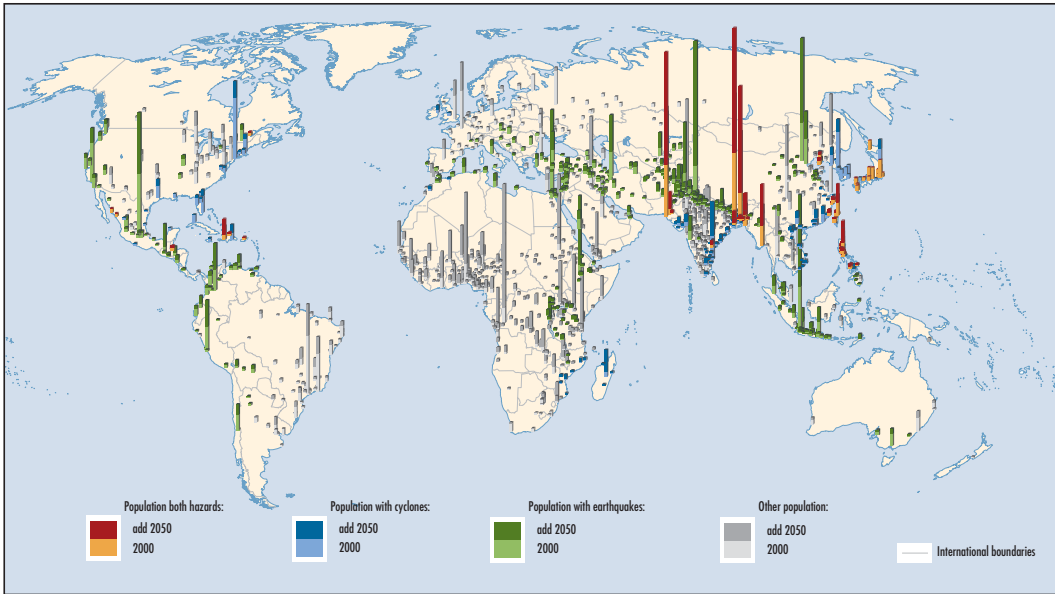 Population both hazards:
add 2050
2000
Population with cyclones:
add 2050
2000
Population with earthquakes:
add 2050
2000
Other population:
add 2050
2000
International boundaries